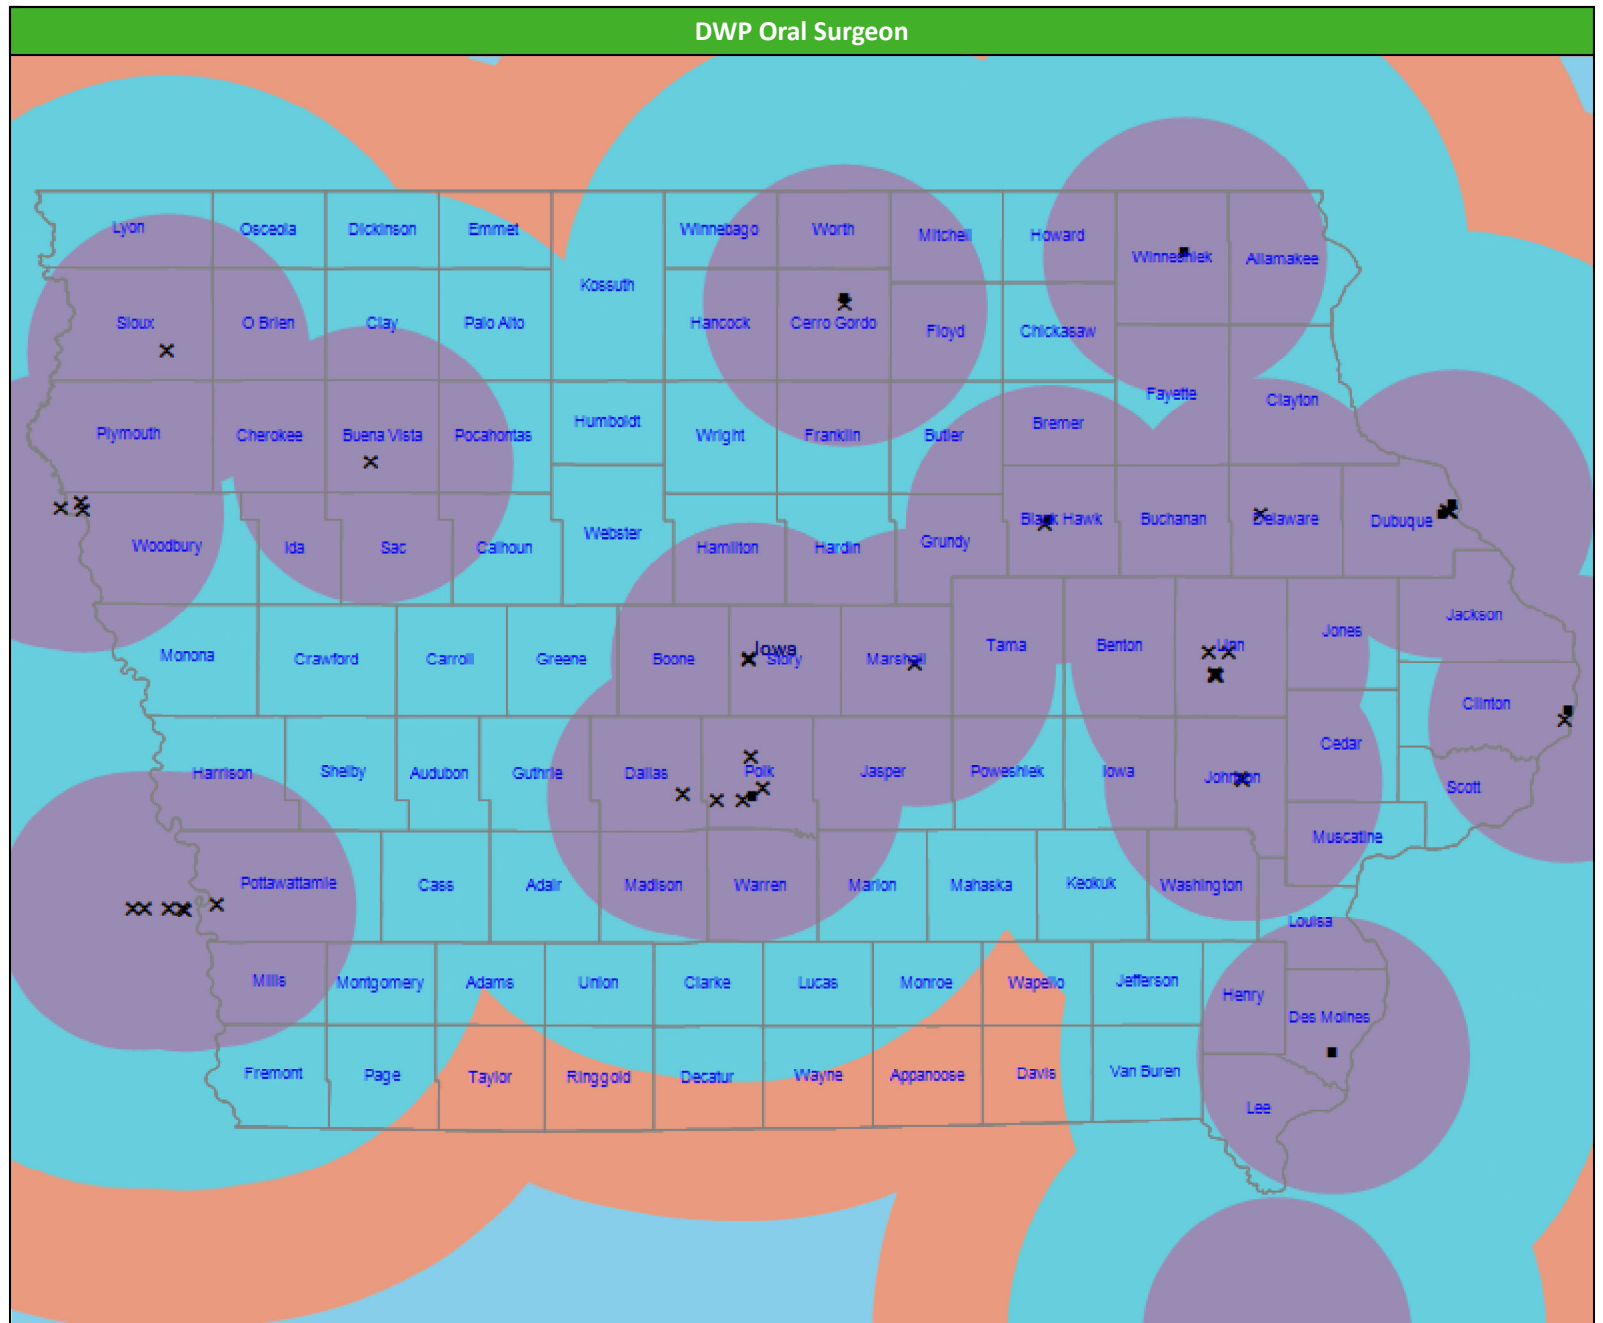 DWP Oral Surgeon
Lyon Osceola Dickinson Emmet Winnebago Worth Mitchell Howard Winneshiek Allamakee
Kossuth
Sioux O Brien Clay Palo Alto Hancock Cerro Gordo Floyd Chickasaw
Plymouth Cherokee Buena Vista Pocahontas Humboldt Wright Franklin Butler Bremer Fayette Clayton
Woodbury Ida Sac Calhoun Webster Hamilton Hardin Grundy Black Hawk Buchanan Delaware Dubuque
Iowa
Monona Crawford Carroll Greene Boone Story Marshall Tama Benton Linn Jones Jackson
Harrison Shelby Audubon Guthrie Dallas Polk Jasper Poweshiek Iowa Johnson Cedar Clinton
Scott
Muscatine
Pottawattamie Cass Adair Madison Warren Marion Mahaska Keokuk Washington
Louisa
Mills Montgomery Adams Union Clarke Lucas Monroe Wapello Jefferson Henry
Des Moines
Fremont Page Taylor Ringgold Decatur Wayne Appanoose Davis Van Buren
Lee